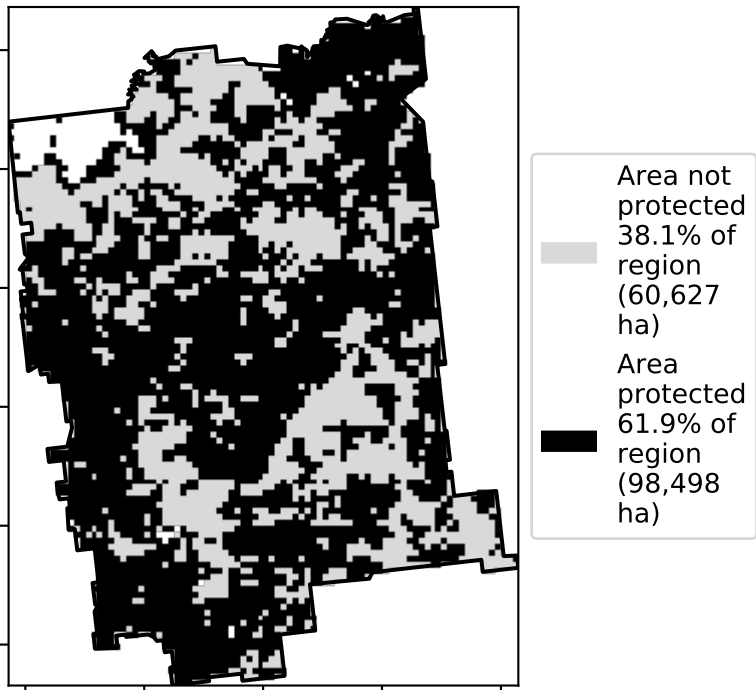 Area not
protected
38.1% of
region
(60,627
ha)
Area
protected
61.9% of
region
(98,498
ha)